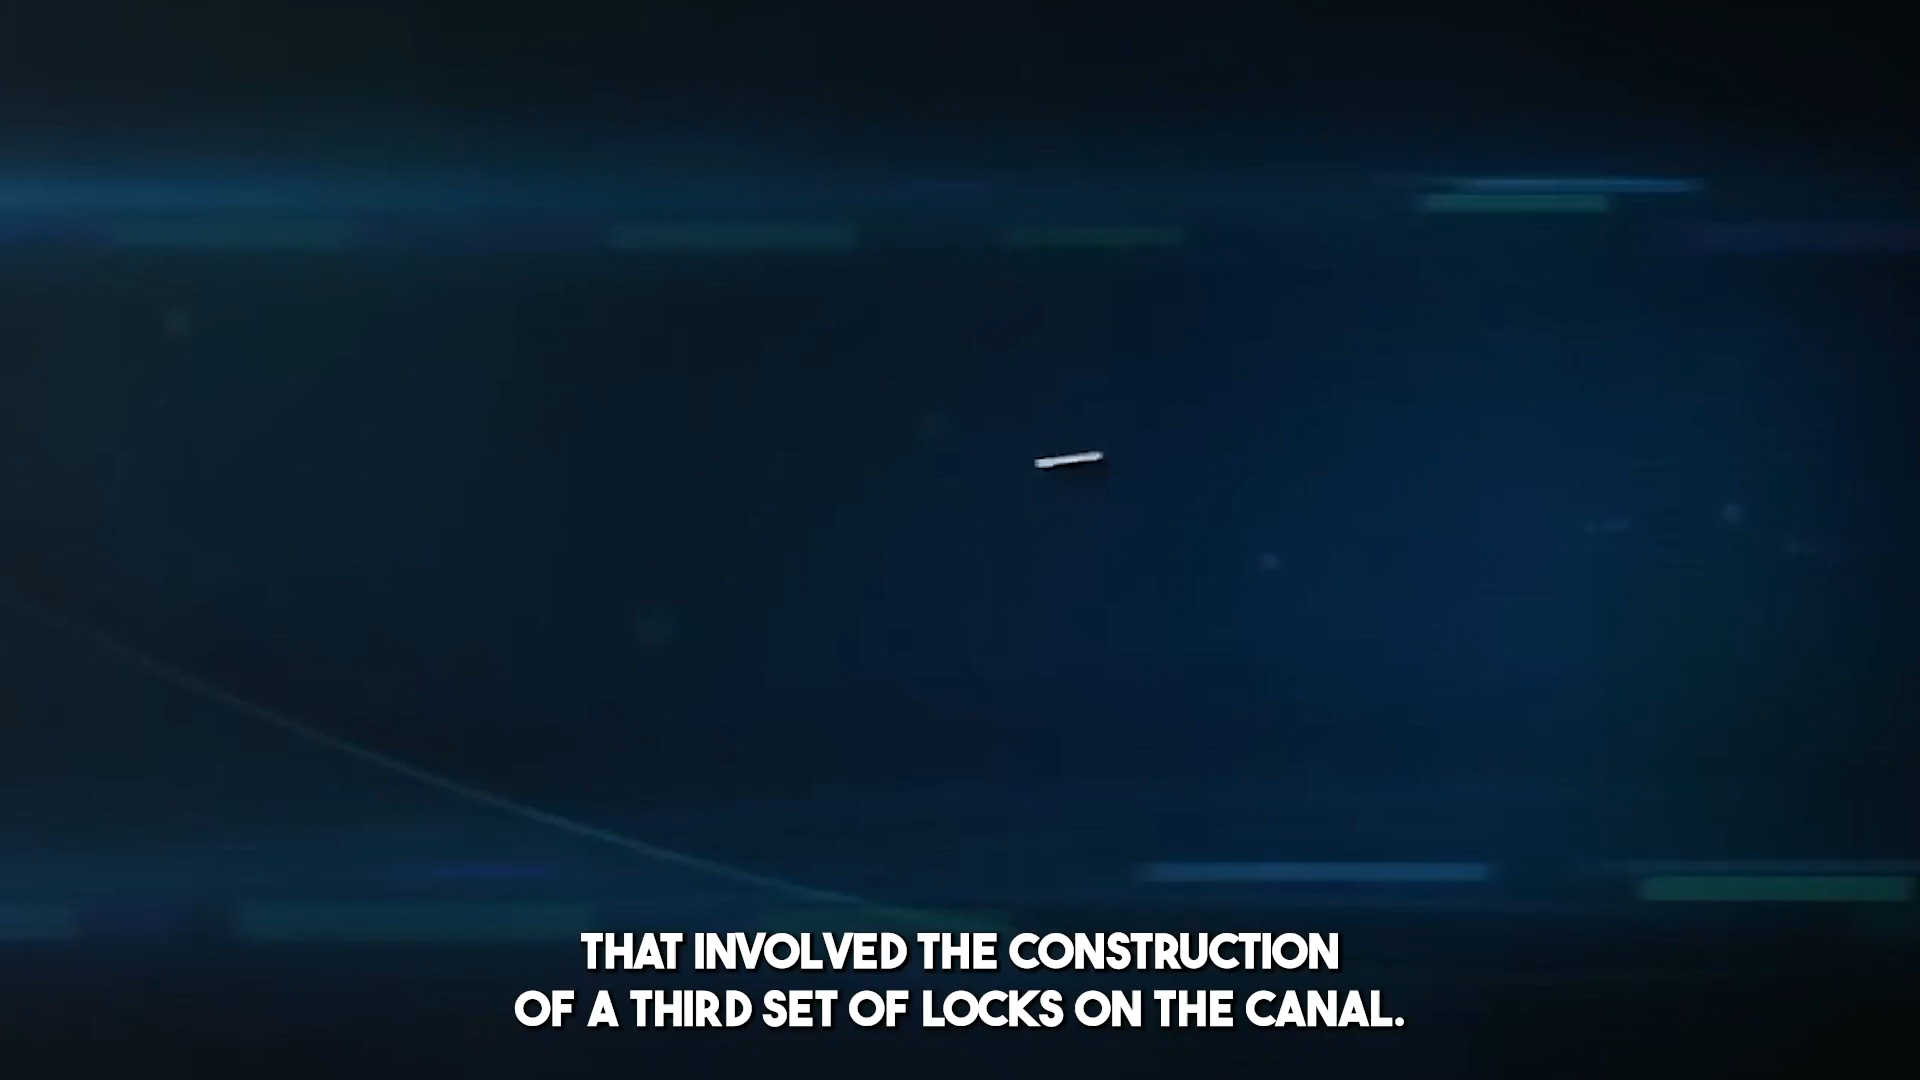 THAT INVOLVED THE CONSTRUCTION
OF A THIRD SET OF LOCKS ON THE CANAL.